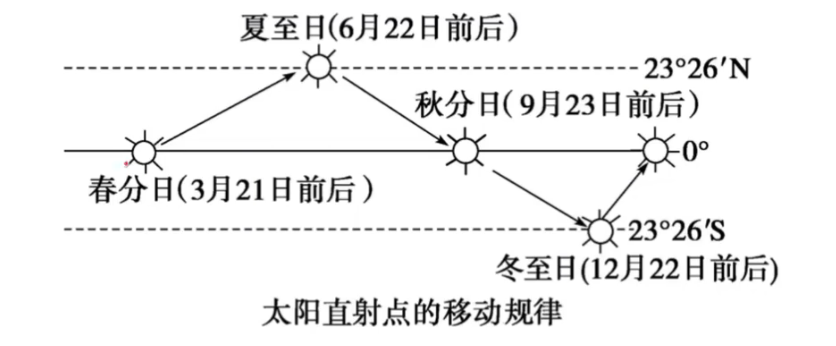 夏至日(6月22日前后)
23°26′N
秋分日(9月23日前后)
0°
春分日(3月21日前后)
23°26′S
冬至日(12月22日前后)
太阳直射点的移动规律